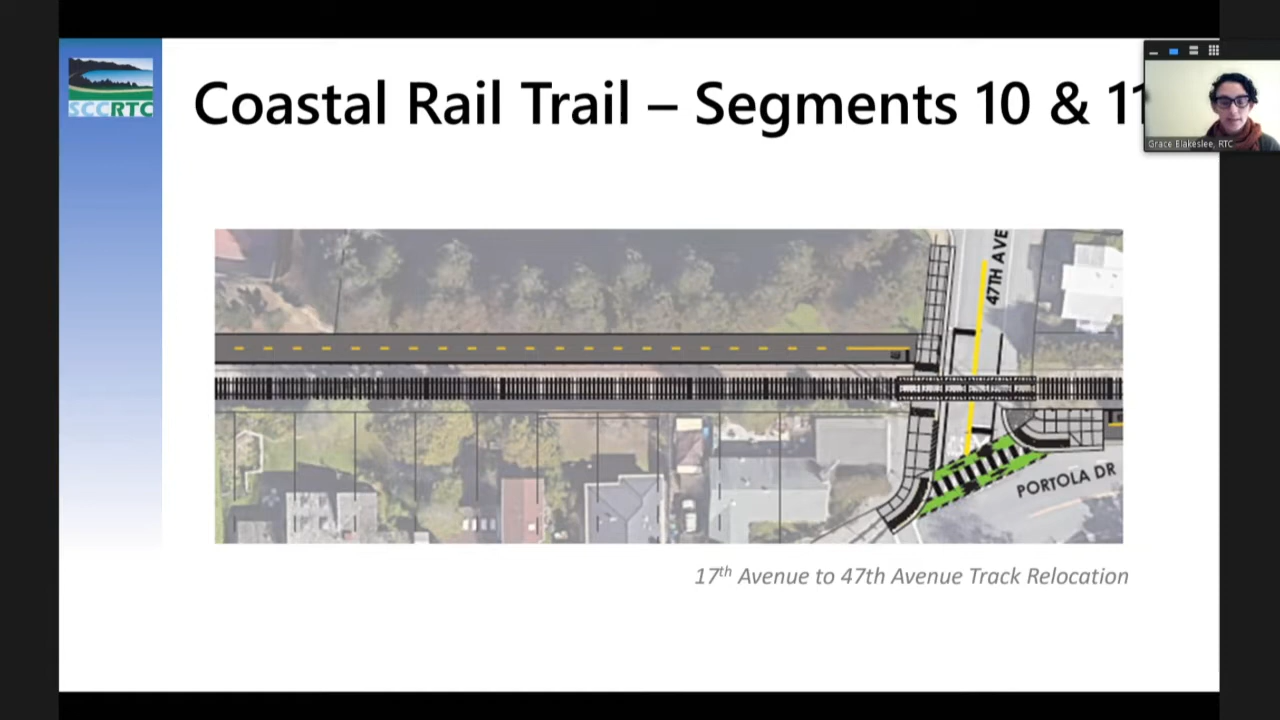 Coastal Rail Trail – Segments 10 & 11
SCCRTC
Grace Blakeslee, RTC
47TH AVE
PORTOLA DR
17th Avenue to 47th Avenue Track Relocation